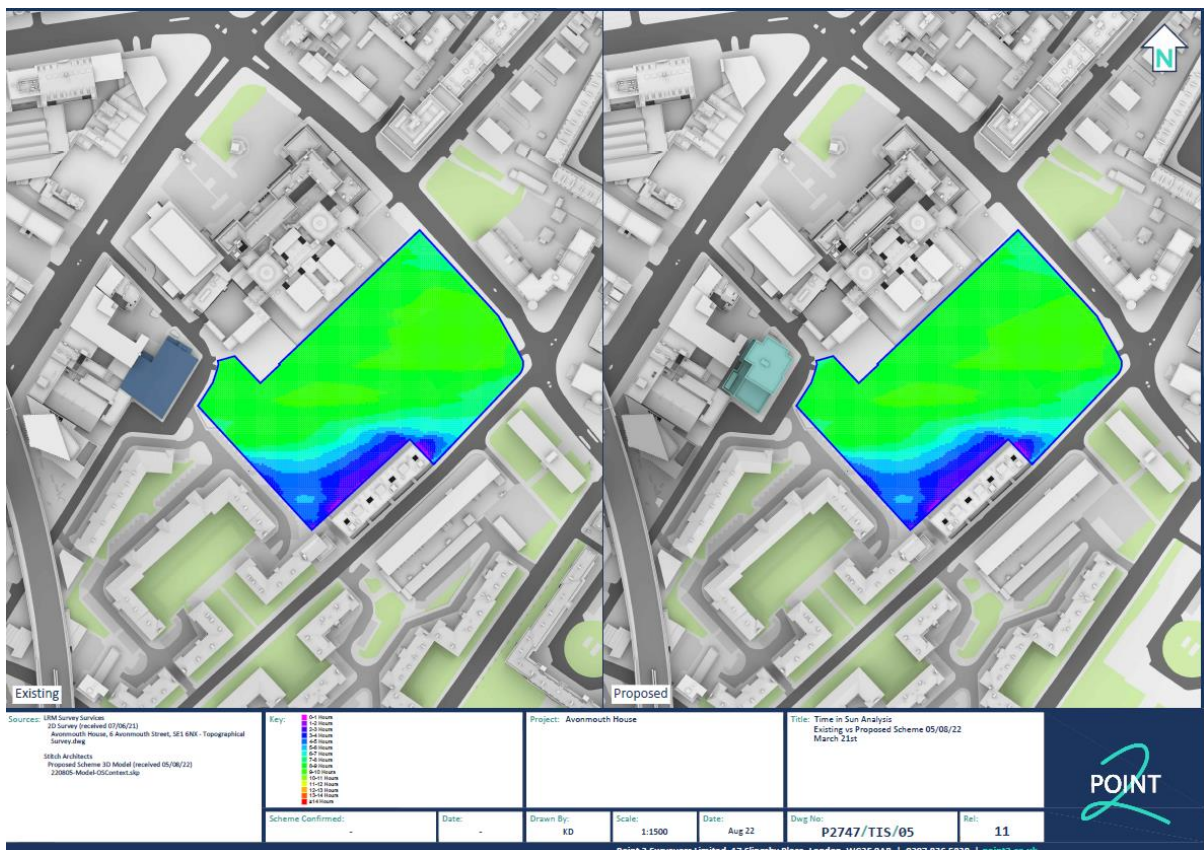 N
Existing
Proposed
Sources: LRM Survey Services
2D Survey (received 07/06/21)
Avonmouth House, 6 Avonmouth Street, SE1 6NX - Topographical
Survey.dwg
Stitch Architects
Proposed Scheme 3D Model (received 05/08/22)
220805-Model-OSContext.skp
Key:
0-1 Hours
1-2 Hours
2-3 Hours
3-4 Hours
4-5 Hours
5-6 Hours
6-7 Hours
7-8 Hours
8-9 Hours
9-10 Hours
10-11 Hours
11-12 Hours
12-13 Hours
13-14 Hours
≥14 Hours
Project: Avonmouth House
Title: Time in Sun Analysis
Existing vs Proposed Scheme 05/08/22
March 21st
Scheme Confirmed:
-
Date:
-
Drawn By:
KD
Scale:
1:1500
Date:
Aug 22
Dwg No:
P2747/TIS/05
Rel:
11
POINT 2